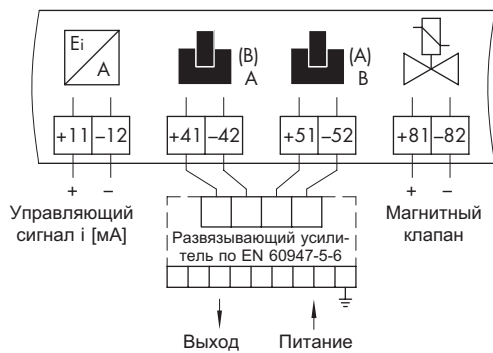 Ei
A
(B)
A
(A)
B
+11 –12
+41 –42
+51 –52
+81 –82
+ –
+ –
Управляющий
сигнал i [мА]
Магнитный
клапан
Развязывающий усили-
тель по EN 60947-5-6
Выход
Питание